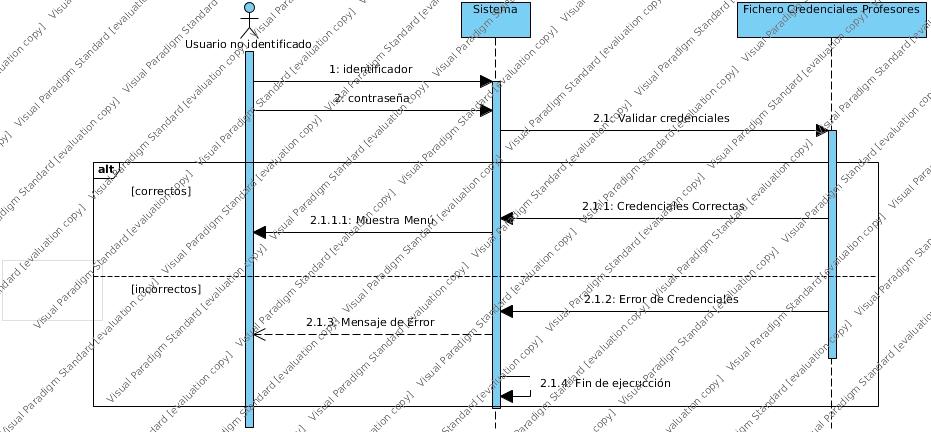 Sistema
Fichero Credenciales Profesores
Usuario no identificado
1: identificador
2: contraseña
2.1: Validar credenciales
alt
[correctos]
2.1.1: Credenciales Correctas
2.1.1.1: Muestra Menú
[incorrectos]
2.1.2: Error de Credenciales
2.1.3: Mensaje de Error
2.1.4: Fin de ejecucción
Visual Paradigm Standard [evaluation copy]